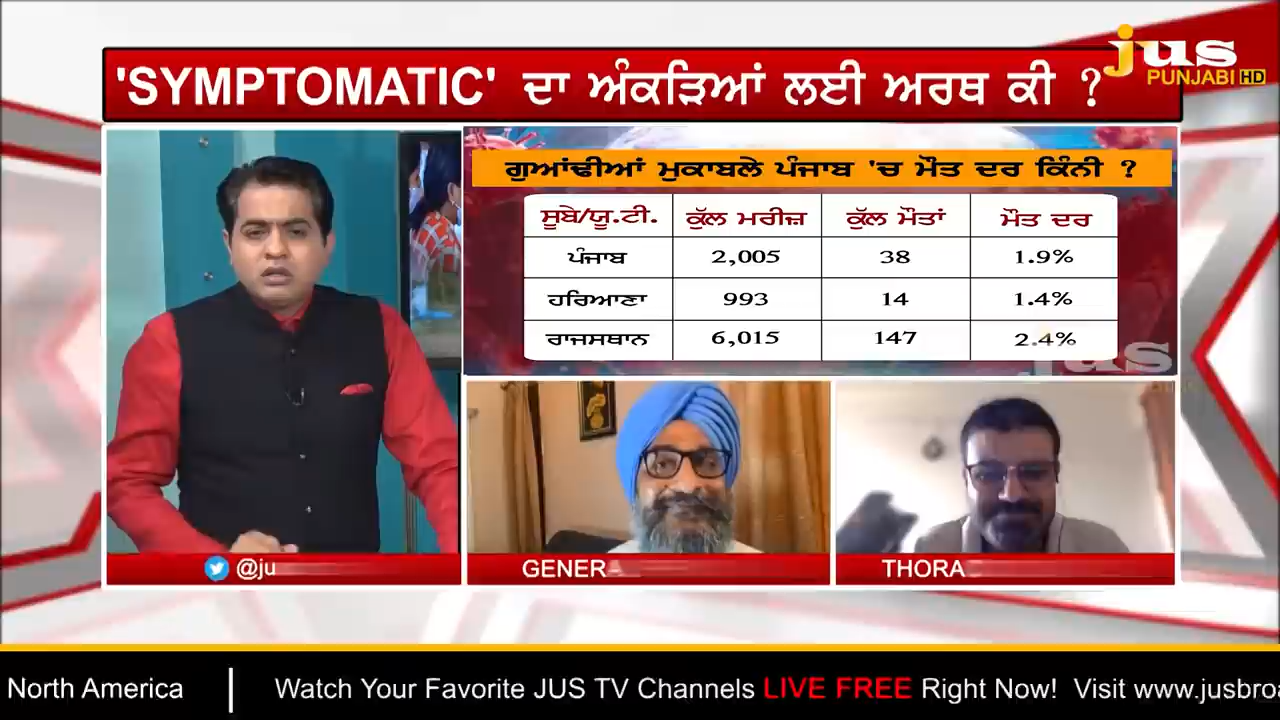 jus
PUNJABI HD
'SYMPTOMATIC' ਦਾ ਅੰਕੜਿਆਂ ਲਈ ਅਰਥ ਕੀ ?
ਗੁਆਂਢੀਆਂ ਮੁਕਾਬਲੇ ਪੰਜਾਬ 'ਚ ਮੌਤ ਦਰ ਕਿੰਨੀ ?
ਸੂਬੇ/ਯੂ.ਟੀ. ਕੁੱਲ ਮਰੀਜ਼ ਕੁੱਲ ਮੌਤਾਂ ਮੌਤ ਦਰ
ਪੰਜਾਬ 2,005 38 1.9%
ਹਰਿਆਣਾ 993 14 1.4%
ਰਾਜਸਥਾਨ 6,015 147 2.4%
jus
@ju
GENER
THORA
North America | Watch Your Favorite JUS TV Channels LIVE FREE Right Now! Visit www.jusbroa